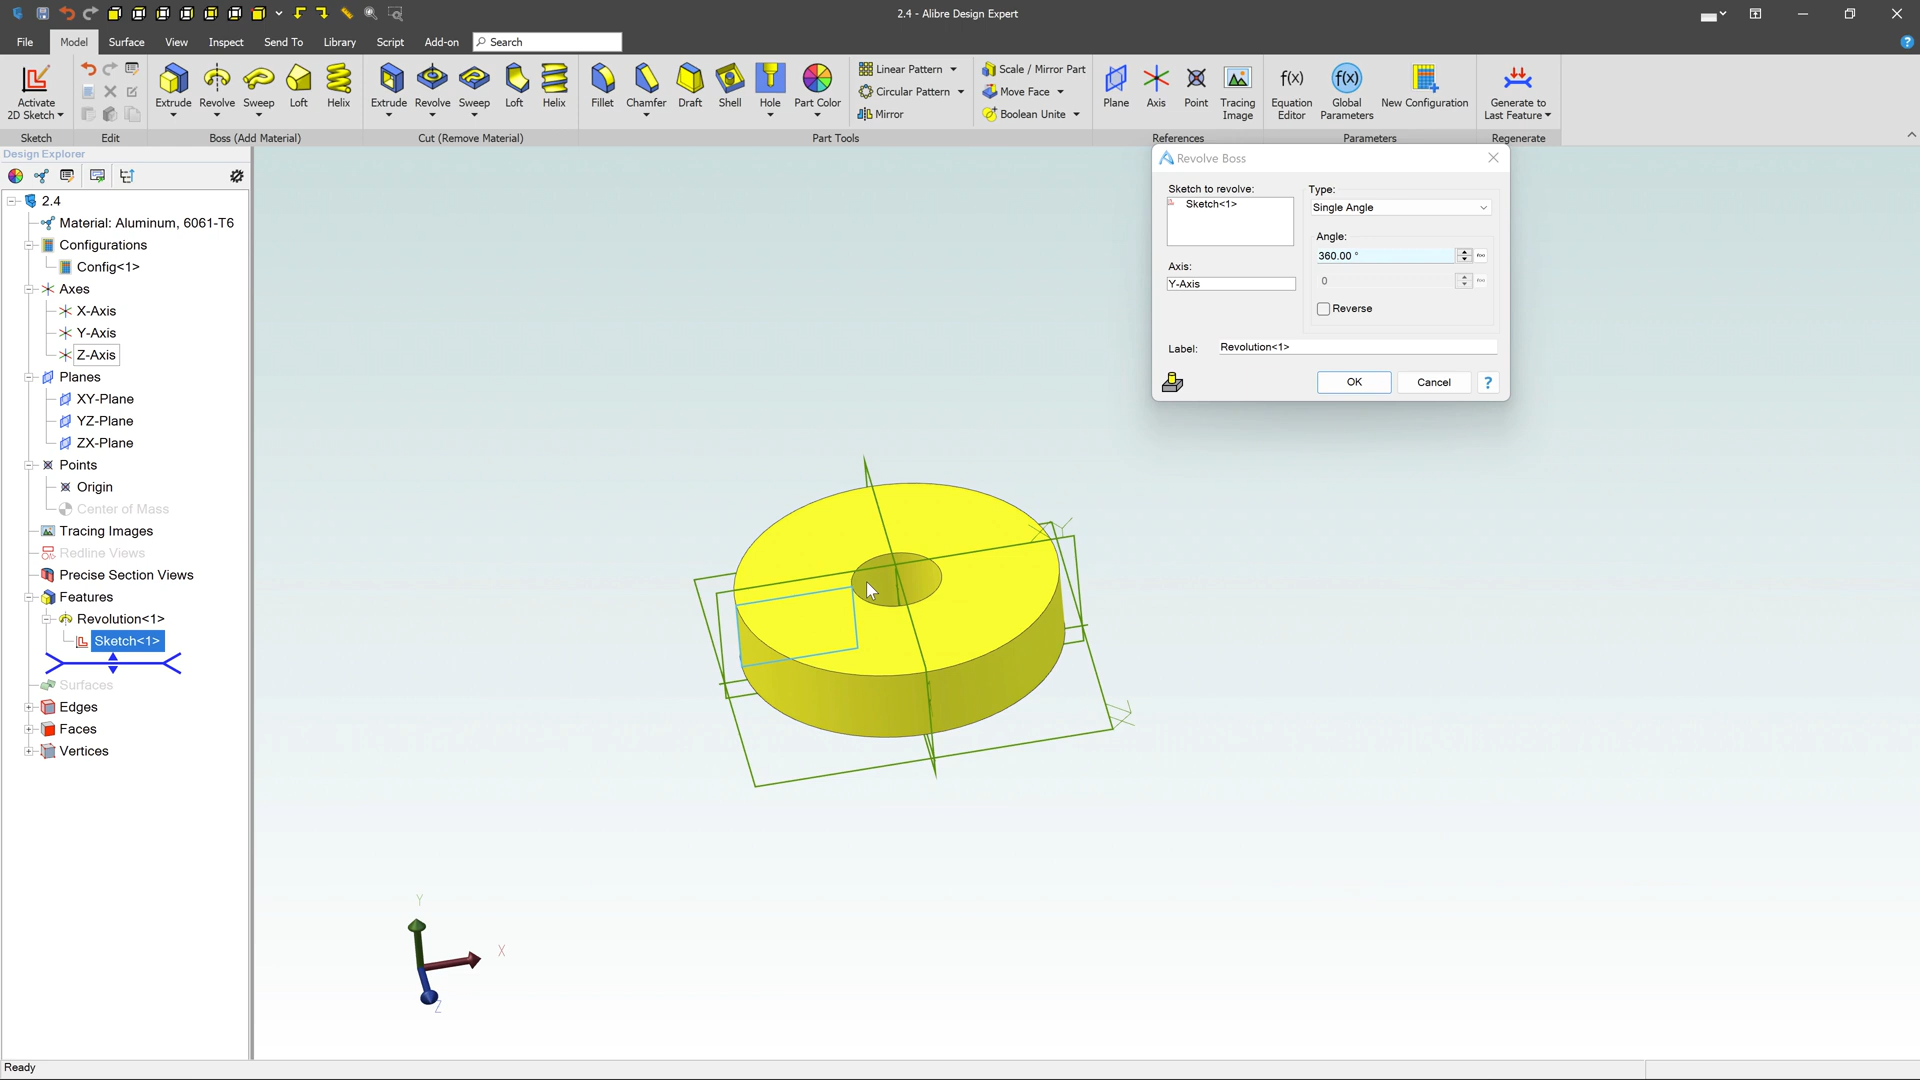 2.4 - Alibre Design Expert
File Model Surface View Inspect Send To Library Script Add-on Search
Activate
2D Sketch
Extrude Revolve Sweep Loft Helix
Extrude Revolve Sweep Loft Helix
Fillet Chamfer Draft Shell Hole Part Color
Linear Pattern
Circular Pattern
Mirror
Scale / Mirror Part
Move Face
Boolean Unite
Plane Axis Point Tracing
Image
f(x) Equation
Editor
f(x) Global
Parameters
New Configuration
Generate to
Last Feature
Sketch Edit Boss (Add Material) Cut (Remove Material) Part Tools References Parameters Regenerate
Design Explorer
2.4
Material: Aluminum, 6061-T6
Configurations
Config<1>
Axes
X-Axis
Y-Axis
Z-Axis
Planes
XY-Plane
YZ-Plane
ZX-Plane
Points
Origin
Center of Mass
Tracing Images
Redline Views
Precise Section Views
Features
Revolution<1>
Sketch<1>
Surfaces
Edges
Faces
Vertices
Revolve Boss
Sketch to revolve:
Sketch<1>
Axis:
Y-Axis
Type:
Single Angle
Angle:
360.00 °
0
Reverse
Label: Revolution<1>
OK Cancel ?
Y
X
Z
Ready